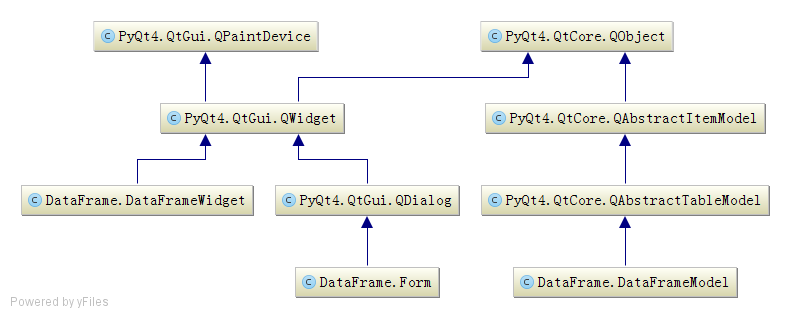 PyQt4.QtGui.QPaintDevice
PyQt4.QtCore.QObject
PyQt4.QtGui.QWidget
PyQt4.QtCore.QAbstractItemModel
DataFrame.DataFrameWidget
PyQt4.QtGui.QDialog
PyQt4.QtCore.QAbstractTableModel
DataFrame.Form
DataFrame.DataFrameModel
Powered by yFiles